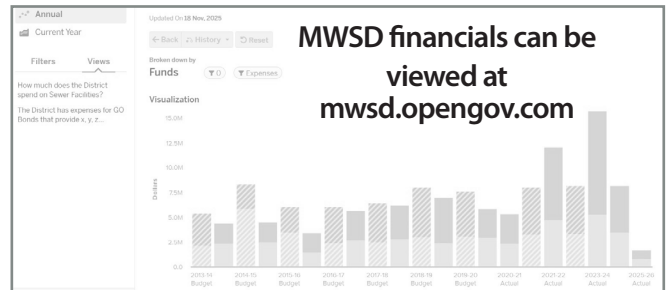 Annual
Current Year
Filters Views
How much does the District
spend on Sewer Facilities?
The District has expenses for GO
Bonds that provide x, y, z...
Updated On 18 Nov, 2025
Back History Reset
Broken down by
Funds 0 Expenses
Visualization
MWSD financials can be
viewed at
mwsd.opengov.com
Dollars
15.0M
12.5M
10.0M
7.5M
5.0M
2.5M
0.0
2013-14 2014-15 2015-16 2016-17 2017-18 2018-19 2019-20 2020-21 2021-22 2023-24 2025-26
Budget Budget Budget Budget Budget Budget Budget Actual Actual Actual Actual